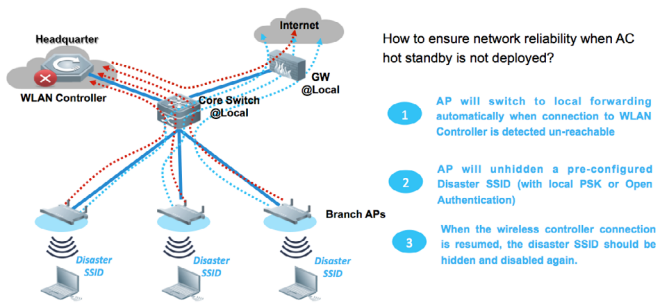 Internet
Headquarter
WLAN Controller
GW
@Local
Core Switch
@Local
Branch APs
Disaster
SSID
Disaster
SSID
Disaster
SSID
How to ensure network reliability when AC
hot standby is not deployed?
1
AP will switch to local forwarding
automatically when connection to WLAN
Controller is detected un-reachable
2
AP will unhidden a pre-configured
Disaster SSID (with local PSK or Open
Authentication)
3
When the wireless controller connection
is resumed, the disaster SSID should be
hidden and disabled again.